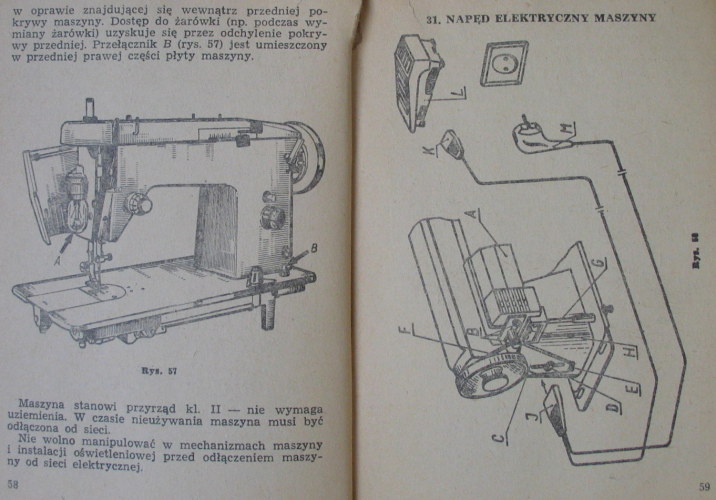 w oprawie znajdującej się wewnątrz przedniej po-
krywy maszyny. Dostęp do żarówki (np. podczas wy-
miany żarówki) uzyskuje się przez odchylenie pokry-
wy przedniej. Przełącznik B (rys. 57) jest umieszczony
w przedniej prawej części płyty maszyny.
A
B
Rys. 57
Maszyna stanowi przyrząd kl. II — nie wymaga
uziemienia. W czasie nieużywania maszyna musi być
odłączona od sieci.
Nie wolno manipulować w mechanizmach maszyny
i instalacji oświetleniowej przed odłączeniem maszy-
ny od sieci elektrycznej.
58
31. NAPĘD ELEKTRYCZNY MASZYNY
L
K
M
A
G
F
B
H
E
D
C
J
Rys. 58
59